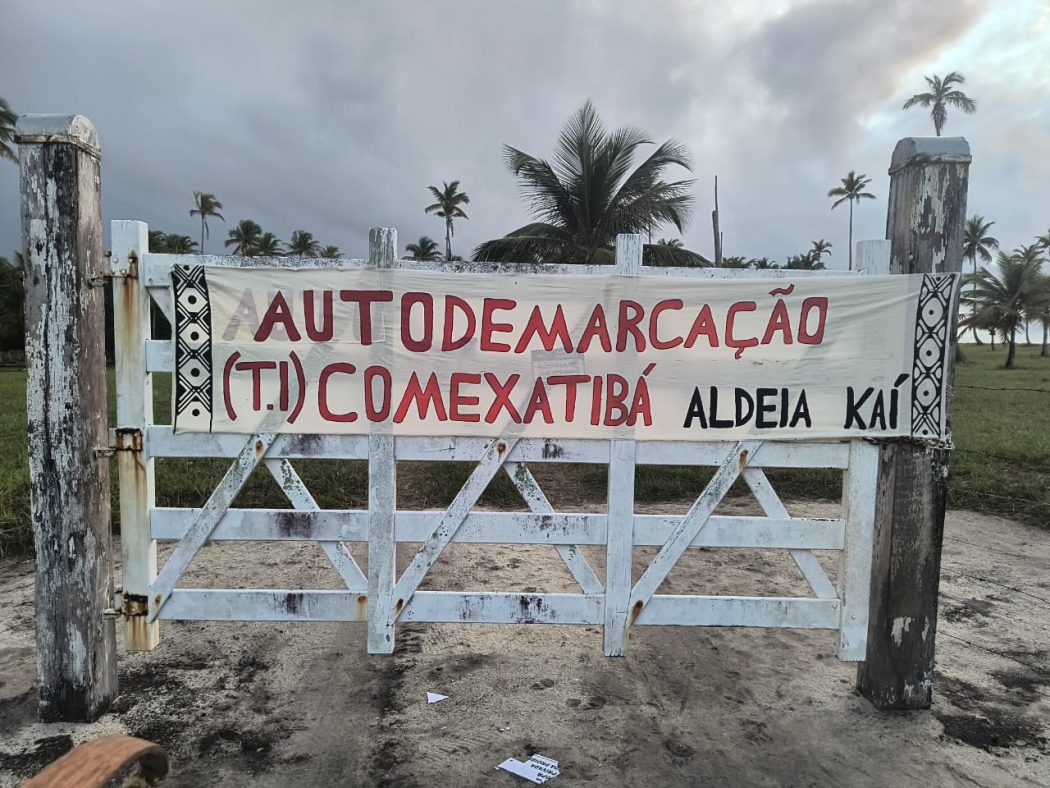 AUTODEMARCAÇÃO
(T.I) COMEXATIBÁ ALDEIA KAÍ